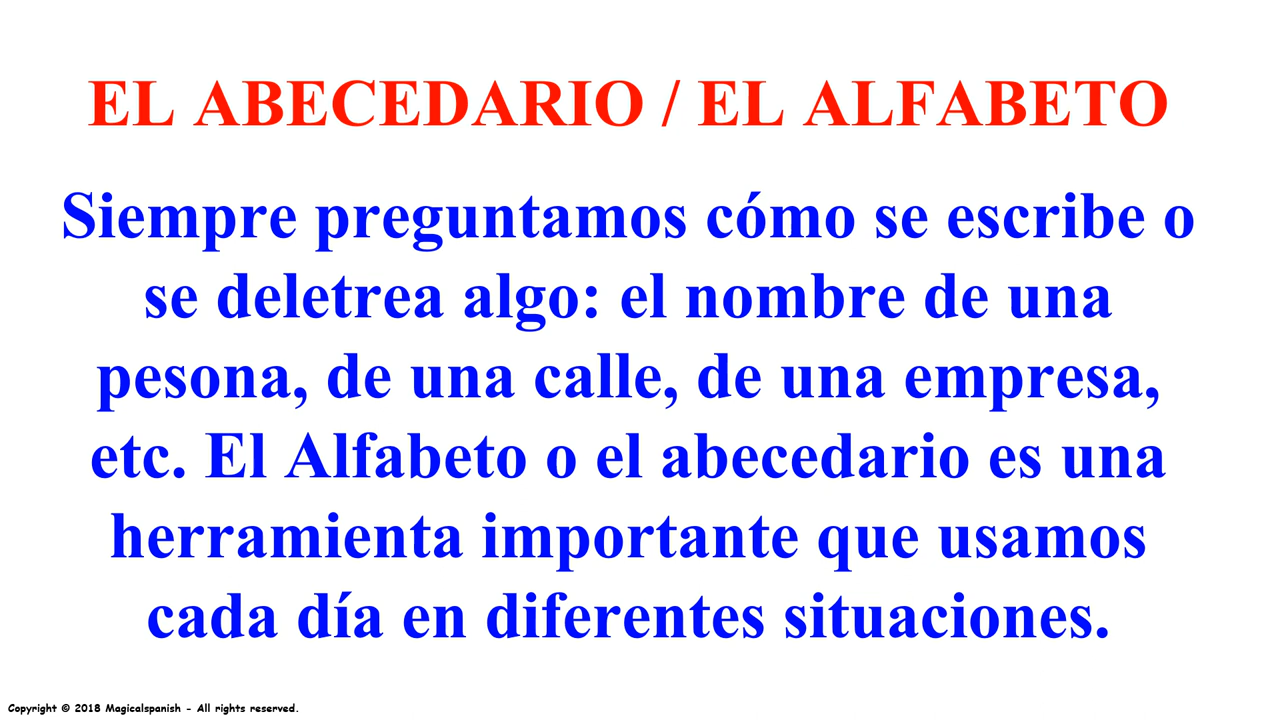 EL ABECEDARIO / EL ALFABETO
Siempre preguntamos cómo se escribe o
se deletrea algo: el nombre de una
pesona, de una calle, de una empresa,
etc. El Alfabeto o el abecedario es una
herramienta importante que usamos
cada día en diferentes situaciones.
Copyright © 2018 Magicalspanish - All rights reserved.